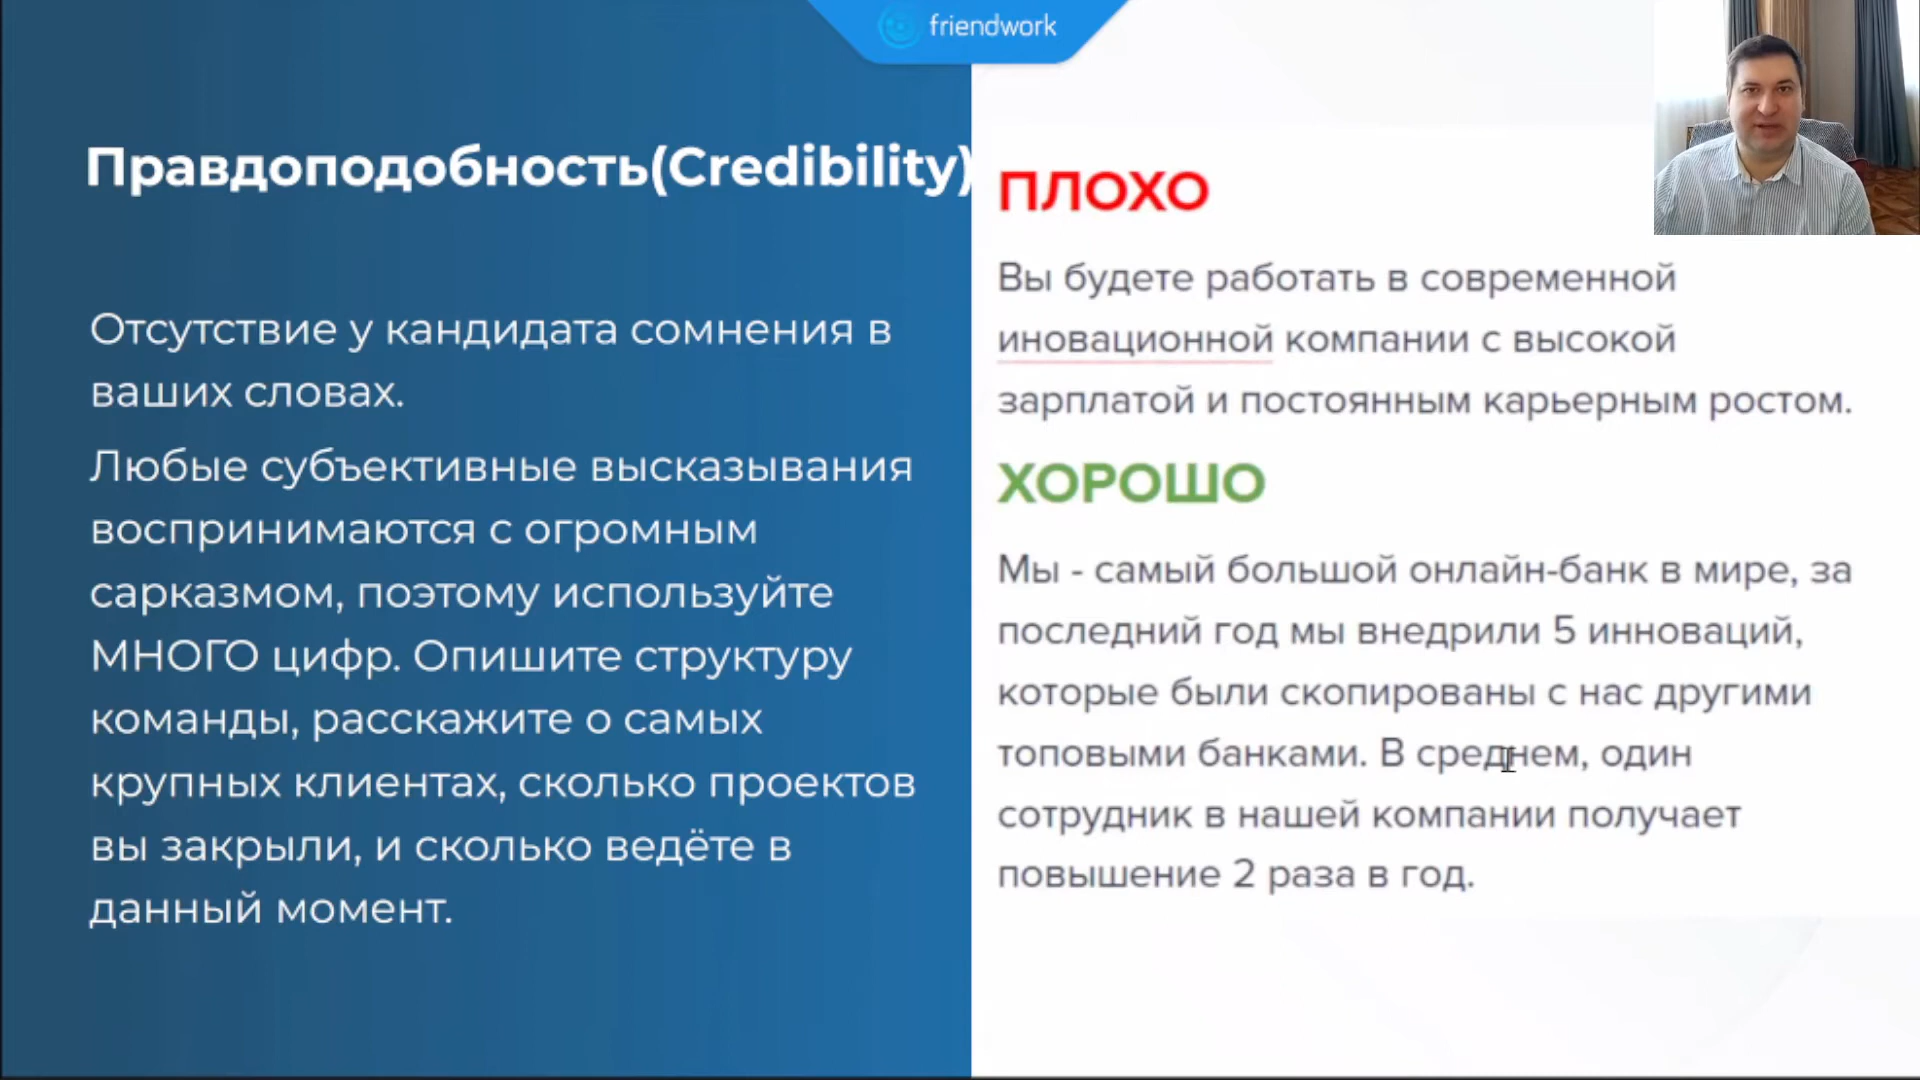 friendwork
Правдоподобность(Credibility)
Отсутствие у кандидата сомнения в
ваших словах.
Любые субъективные высказывания
воспринимаются с огромным
сарказмом, поэтому используйте
МНОГО цифр. Опишите структуру
команды, расскажите о самых
крупных клиентах, сколько проектов
вы закрыли, и сколько ведёте в
данный момент.
ПЛОХО
Вы будете работать в современной
иновационной компании с высокой
зарплатой и постоянным карьерным ростом.
ХОРОШО
Мы - самый большой онлайн-банк в мире, за
последний год мы внедрили 5 инноваций,
которые были скопированы с нас другими
топовыми банками. В среднем, один
сотрудник в нашей компании получает
повышение 2 раза в год.